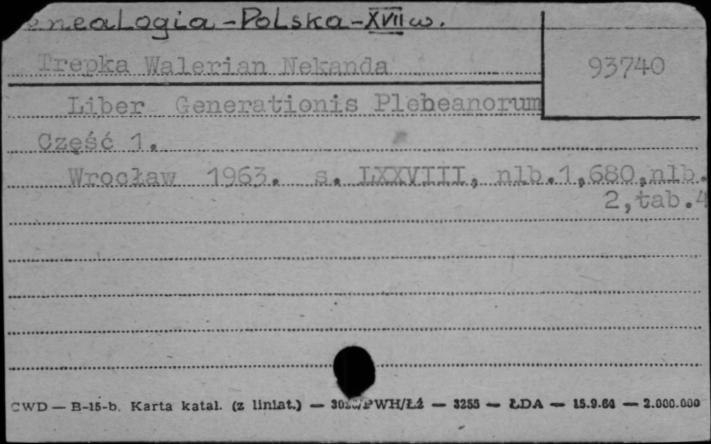 enealogia - Polska - XVII w.
Trepka Walerian Nekanda
93740
Liber Generationis Plebeanorum
Część 1.
Wrocław 1963. s. LXXVIII, nlb.1,680,nlb.
2,tab.4
CWD — B-15-b. Karta katal. (z liniat.) — PWH/Łź — 3255 — ŁDA — 15.9.64 — 2.000.000